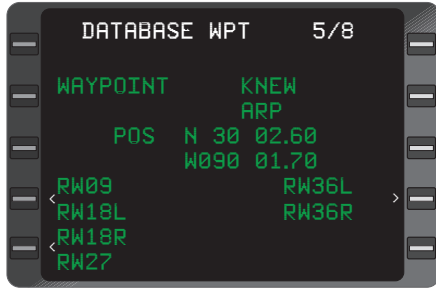 DATABASE WPT 5/8
WAYPOINT KNEW
ARP
POS N 30 02.60
W090 01.70
RW09 RW36L
< >
RW18L RW36R
RW18R
<
RW27